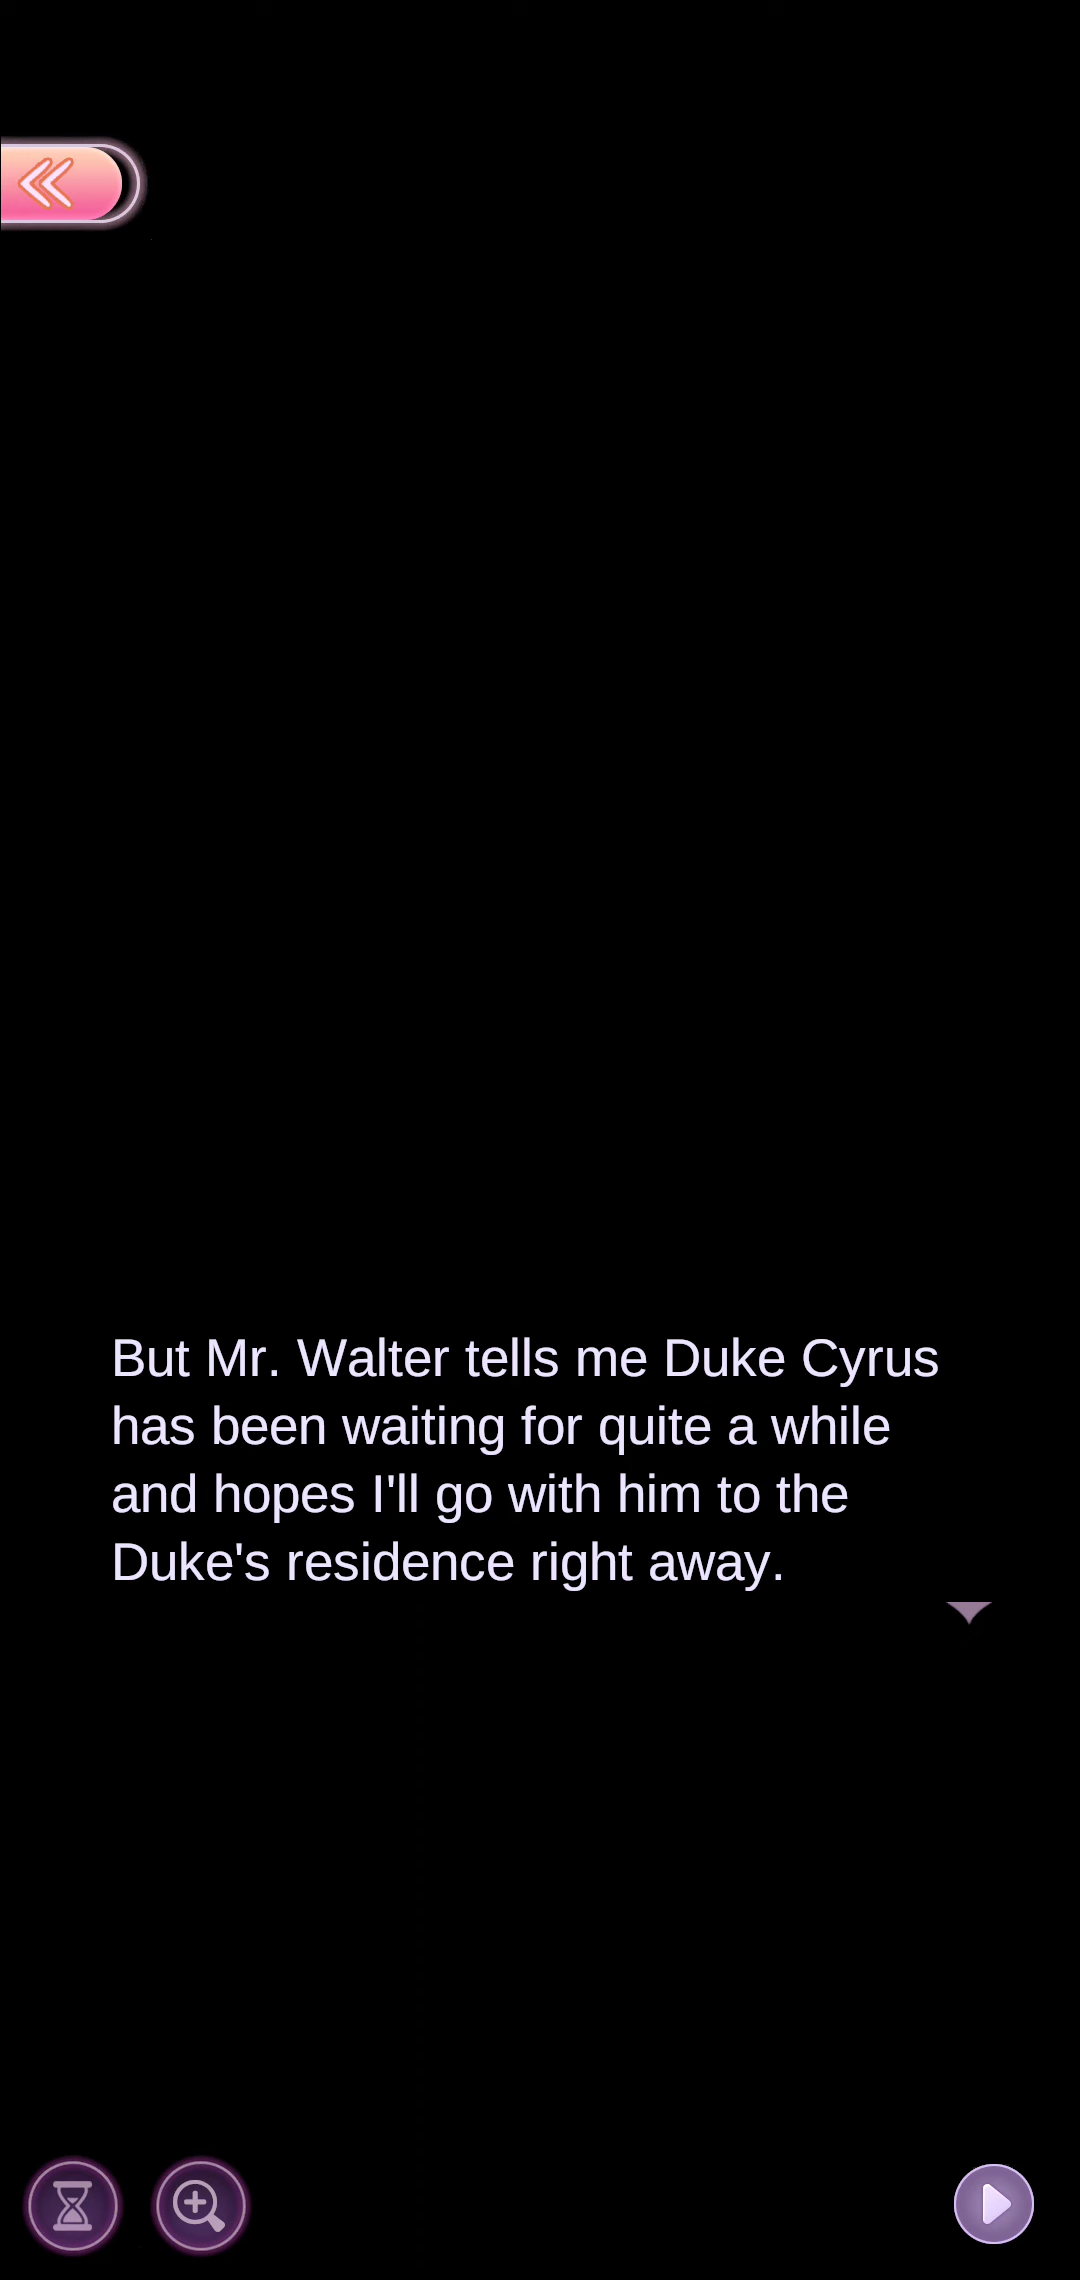 But Mr. Walter tells me Duke Cyrus
has been waiting for quite a while
and hopes I'll go with him to the
Duke's residence right away.